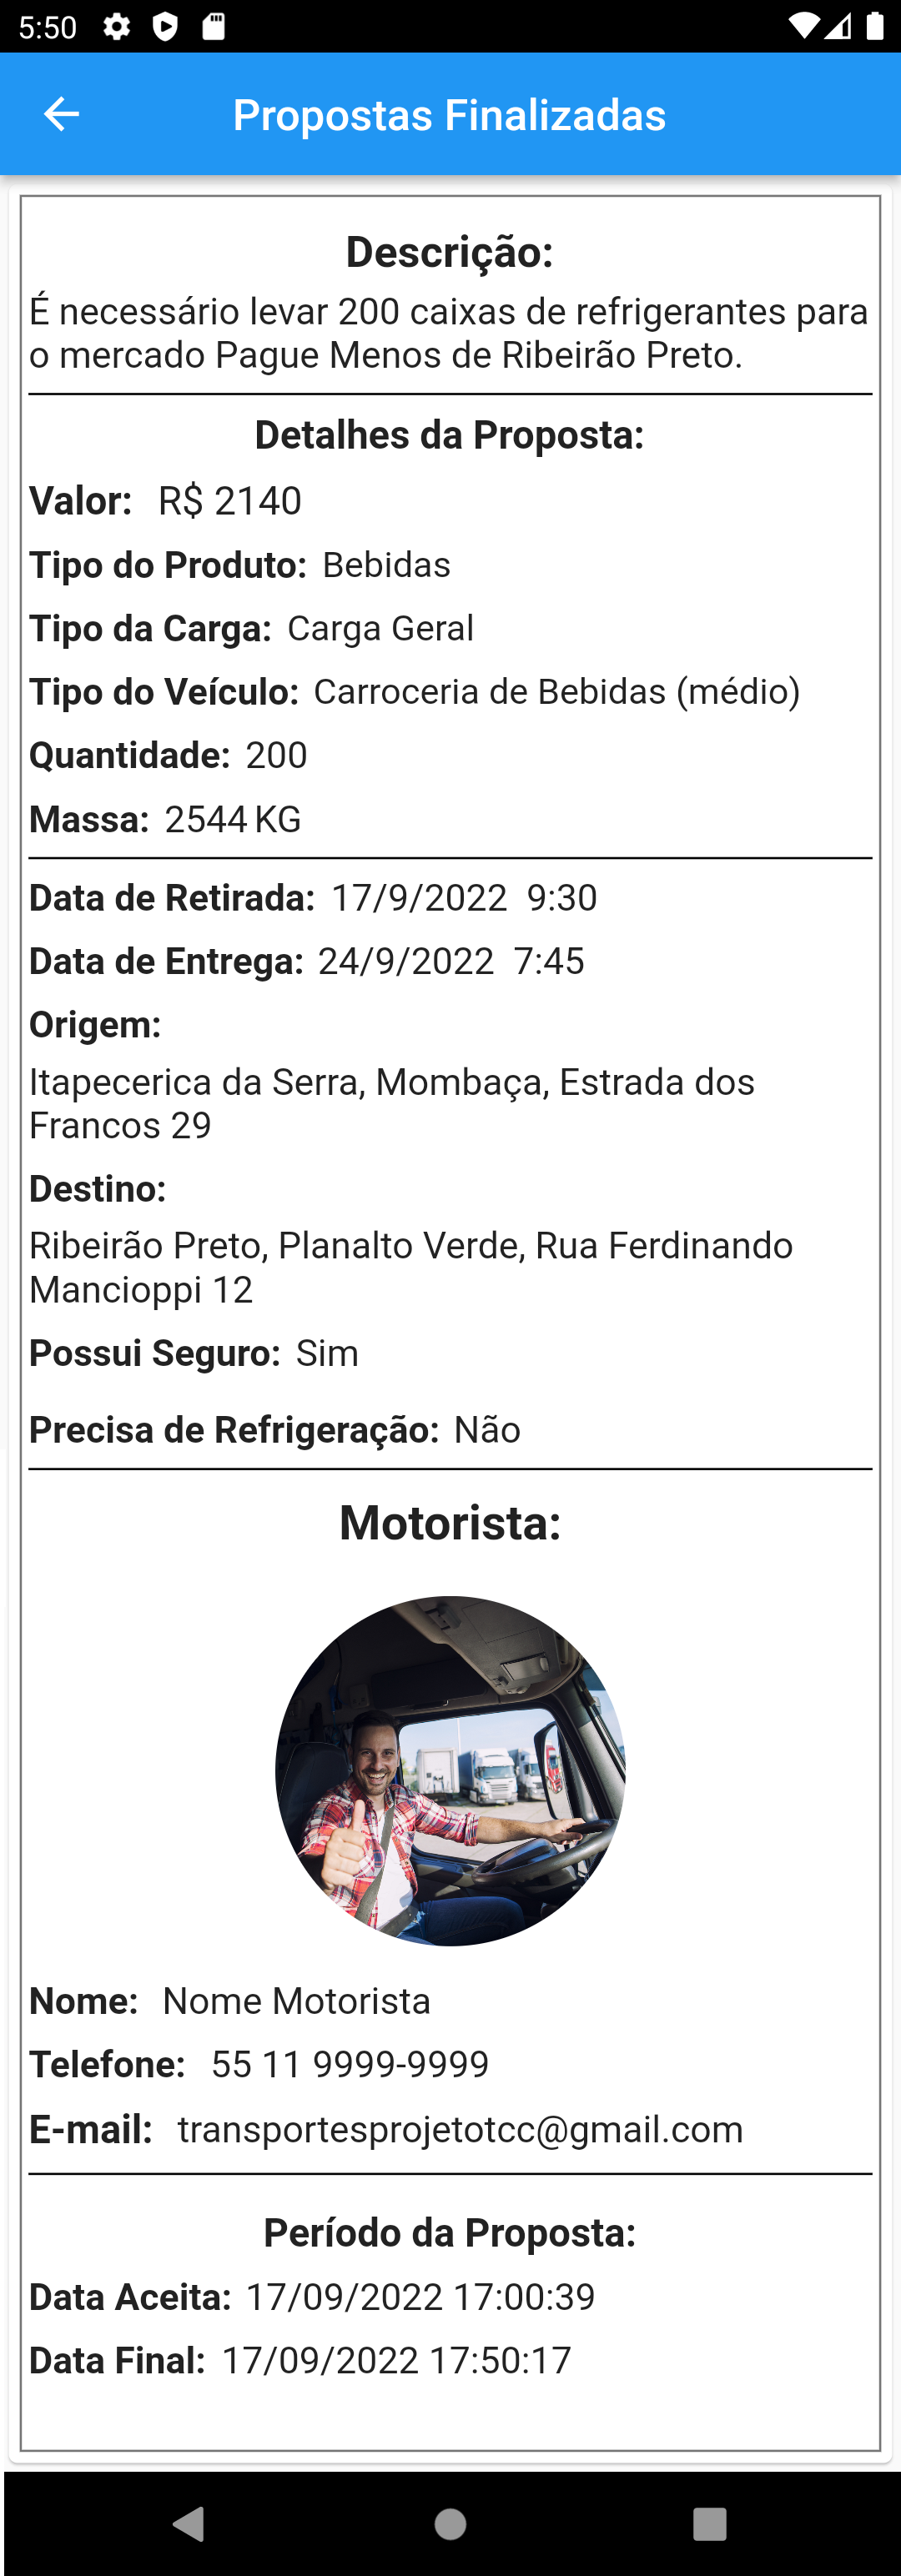 5:50
Propostas Finalizadas
Descrição:
É necessário levar 200 caixas de refrigerantes para
o mercado Pague Menos de Ribeirão Preto.
Detalhes da Proposta:
Valor: R$ 2140
Tipo do Produto: Bebidas
Tipo da Carga: Carga Geral
Tipo do Veículo: Carroceria de Bebidas (médio)
Quantidade: 200
Massa: 2544 KG
Data de Retirada: 17/9/2022 9:30
Data de Entrega: 24/9/2022 7:45
Origem:
Itapecerica da Serra, Mombaça, Estrada dos
Francos 29
Destino:
Ribeirão Preto, Planalto Verde, Rua Ferdinando
Mancioppi 12
Possui Seguro: Sim
Precisa de Refrigeração: Não
Motorista:
Nome: Nome Motorista
Telefone: 55 11 9999-9999
E-mail: transportesprojetotcc@gmail.com
Período da Proposta:
Data Aceita: 17/09/2022 17:00:39
Data Final: 17/09/2022 17:50:17